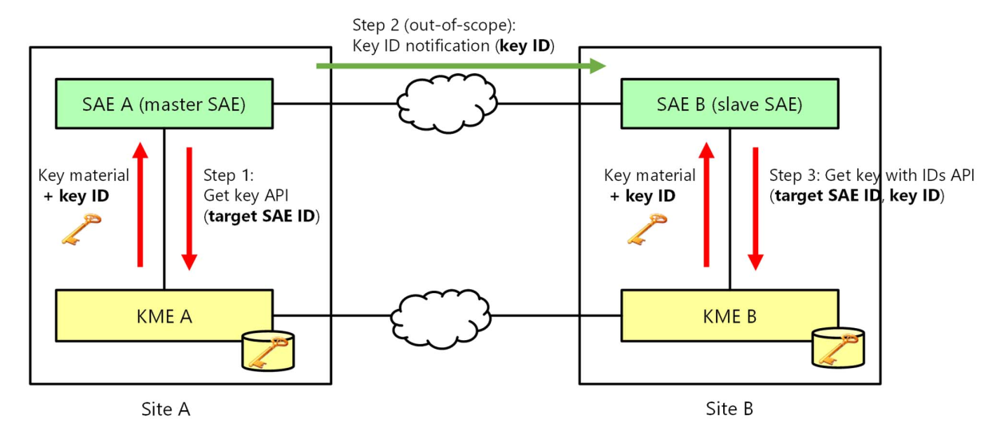 Step 2 (out-of-scope):
Key ID notification (key ID)
SAE A (master SAE)
SAE B (slave SAE)
Key material
+ key ID
Step 1:
Get key API
(target SAE ID)
Key material
+ key ID
Step 3: Get key with IDs API
(target SAE ID, key ID)
KME A
KME B
Site A
Site B